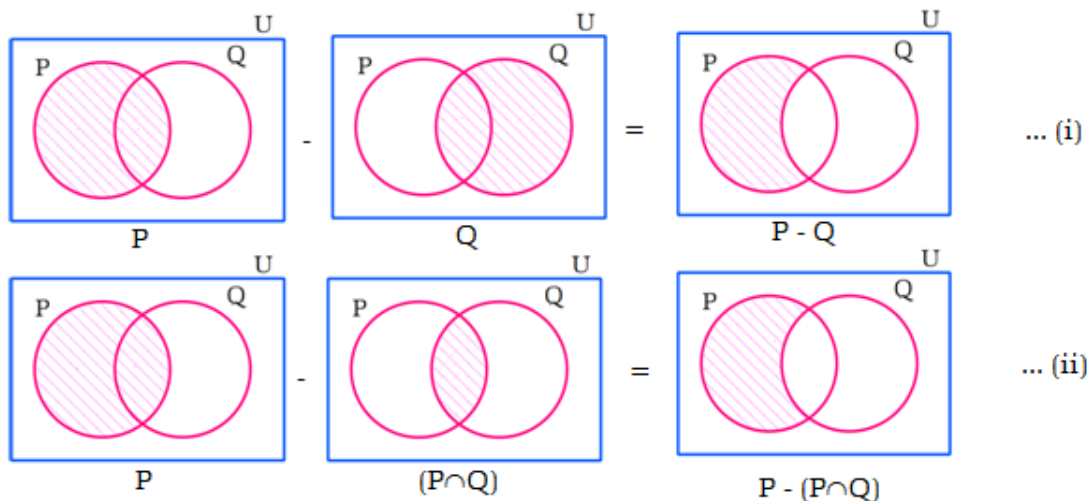 U U U
P Q P Q P Q
- = ... (i)
P Q P - Q
U U U
P Q P Q P Q
- = ... (ii)
P (P∩Q) P - (P∩Q)